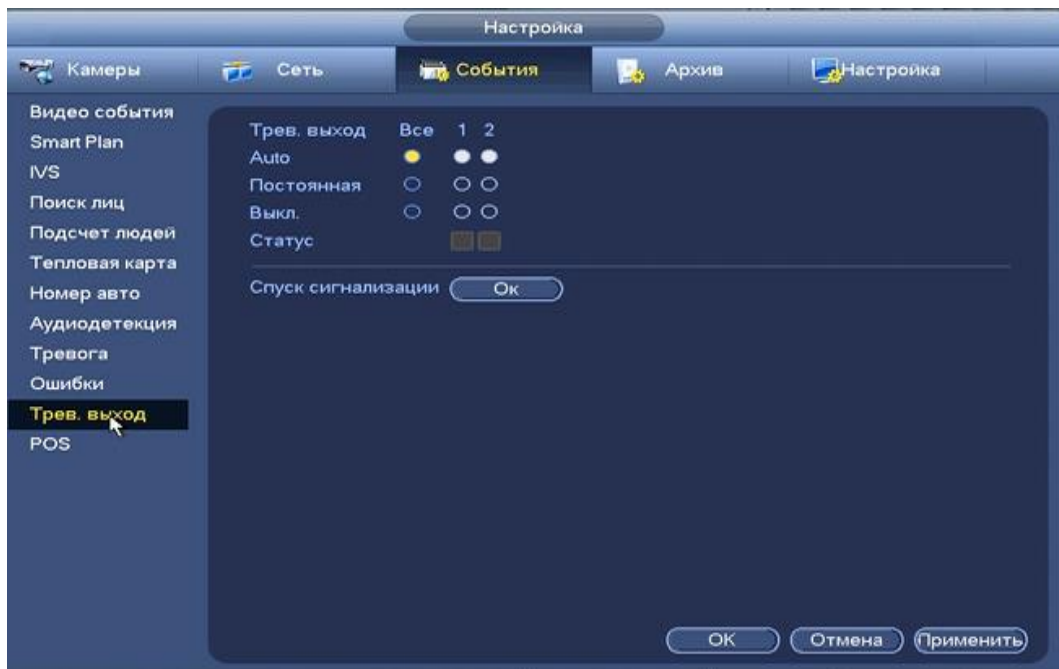 Настройка
Камеры Сеть События Архив Настройка
Видео события
Smart Plan
IVS
Поиск лиц
Подсчет людей
Тепловая карта
Номер авто
Аудиодетекция
Тревога
Ошибки
Трев. выход
POS
Трев. выход Все 1 2
Auto
Постоянная
Выкл.
Статус
Спуск сигнализации Ок
OK Отмена Применить